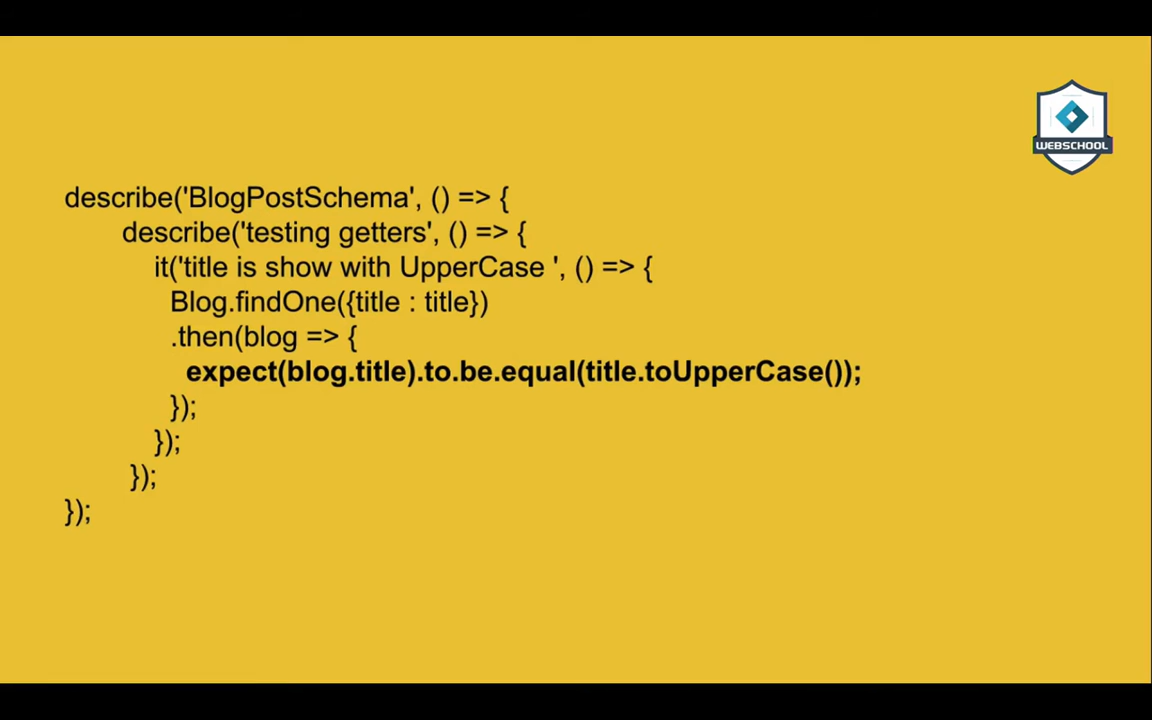 WEBSCHOOL
describe('BlogPostSchema', () => {
describe('testing getters', () => {
it('title is show with UpperCase ', () => {
Blog.findOne({title : title})
.then(blog => {
expect(blog.title).to.be.equal(title.toUpperCase());
});
});
});
});